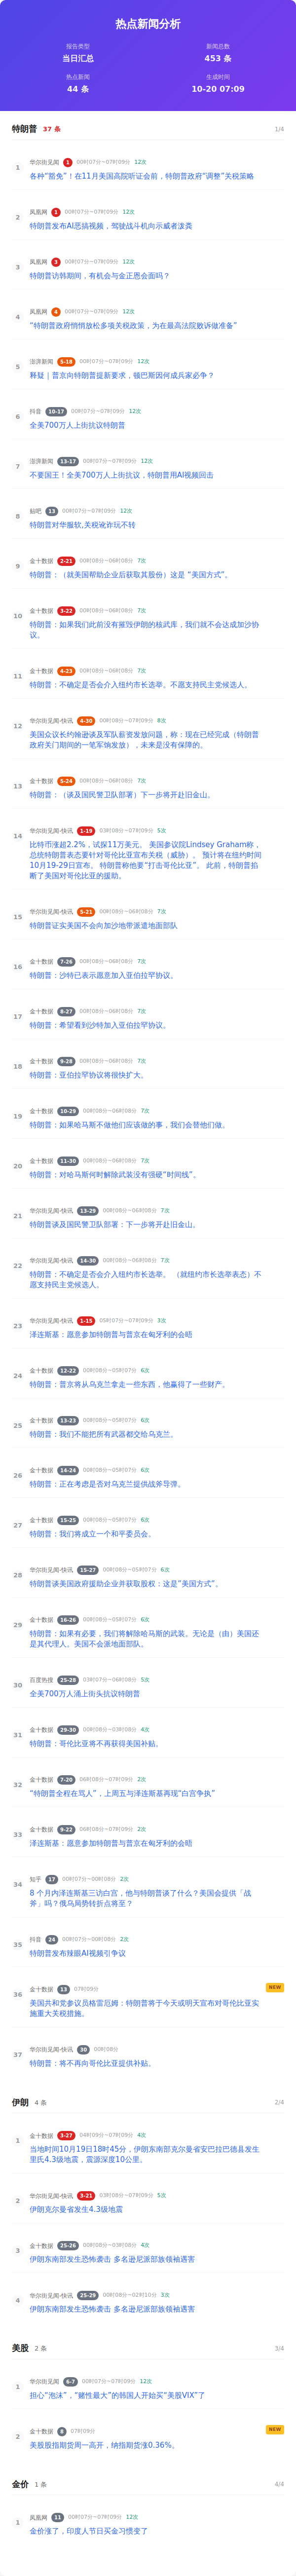 热点新闻分析
报告类型
当日汇总
新闻总数
453 条
热点新闻
44 条
生成时间
10-20 07:09
特朗普 37 条 1/4
1
华尔街见闻 1 00时07分~07时09分 12次
各种“豁免”！在11月美国高院听证会前，特朗普政府“调整”关税策略
2
凤凰网 1 00时07分~07时09分 12次
特朗普发布AI恶搞视频，驾驶战斗机向示威者泼粪
3
凤凰网 3 00时07分~07时09分 12次
特朗普访韩期间，有机会与金正恩会面吗？
4
凤凰网 4 00时07分~07时09分 12次
“特朗普政府悄悄放松多项关税政策，为在最高法院败诉做准备”
5
澎湃新闻 5-18 00时07分~07时09分 12次
释疑｜普京向特朗普提新要求，顿巴斯因何成兵家必争？
6
抖音 10-17 00时07分~07时09分 12次
全美700万人上街抗议特朗普
7
澎湃新闻 13-17 00时07分~07时09分 12次
不要国王！全美700万人上街抗议，特朗普用AI视频回击
8
贴吧 13 00时07分~07时09分 12次
特朗普对华服软,关税讹诈玩不转
9
金十数据 2-21 00时08分~06时08分 7次
特朗普：（就美国帮助企业后获取其股份）这是 “美国方式”。
10
金十数据 3-22 00时08分~06时08分 7次
特朗普：如果我们此前没有摧毁伊朗的核武库，我们就不会达成加沙协
议。
11
金十数据 4-23 00时08分~06时08分 7次
特朗普：不确定是否会介入纽约市长选举。不愿支持民主党候选人。
12
华尔街见闻-快讯 4-30 00时08分~07时09分 8次
美国众议长约翰逊谈及军队薪资发放问题，称：现在已经完成（特朗普
政府关门期间的一笔军饷发放），未来是没有保障的。
13
金十数据 5-24 00时08分~06时08分 7次
特朗普：（谈及国民警卫队部署）下一步将开赴旧金山。
14
华尔街见闻-快讯 1-19 03时08分~07时09分 5次
比特币涨超2.2%，试探11万美元。 美国参议院Lindsey Graham称，
总统特朗普表态要针对哥伦比亚宣布关税（威胁）。 预计将在纽约时间
10月19-29日宣布。 特朗普称他要“打击哥伦比亚”。 此前，特朗普掐
断了美国对哥伦比亚的援助。
15
华尔街见闻-快讯 5-21 00时08分~06时08分 7次
特朗普证实美国不会向加沙地带派遣地面部队
16
金十数据 7-26 00时08分~06时08分 7次
特朗普：沙特已表示愿意加入亚伯拉罕协议。
17
金十数据 8-27 00时08分~06时08分 7次
特朗普：希望看到沙特加入亚伯拉罕协议。
18
金十数据 9-28 00时08分~06时08分 7次
特朗普：亚伯拉罕协议将很快扩大。
19
金十数据 10-29 00时08分~06时08分 7次
特朗普：如果哈马斯不做他们应该做的事，我们会替他们做。
20
金十数据 11-30 00时08分~06时08分 7次
特朗普：对哈马斯何时解除武装没有强硬“时间线”。
21
华尔街见闻-快讯 13-29 00时08分~06时08分 7次
特朗普谈及国民警卫队部署：下一步将开赴旧金山。
22
华尔街见闻-快讯 14-30 00时08分~06时08分 7次
特朗普：不确定是否会介入纽约市长选举。 （就纽约市长选举表态）不
愿支持民主党候选人。
23
华尔街见闻-快讯 1-15 05时07分~07时09分 3次
泽连斯基：愿意参加特朗普与普京在匈牙利的会晤
24
金十数据 12-22 00时08分~05时07分 6次
特朗普：普京将从乌克兰拿走一些东西，他赢得了一些财产。
25
金十数据 13-23 00时08分~05时07分 6次
特朗普：我们不能把所有武器都交给乌克兰。
26
金十数据 14-24 00时08分~05时07分 6次
特朗普：正在考虑是否对乌克兰提供战斧导弹。
27
金十数据 15-25 00时08分~05时07分 6次
特朗普：我们将成立一个和平委员会。
28
华尔街见闻-快讯 15-27 00时08分~05时07分 6次
特朗普谈美国政府援助企业并获取股权：这是“美国方式”。
29
金十数据 16-26 00时08分~05时07分 6次
特朗普：如果有必要，我们将解除哈马斯的武装。无论是（由）美国还
是其代理人。美国不会派地面部队。
30
百度热搜 25-28 03时07分~06时08分 5次
全美700万人涌上街头抗议特朗普
31
金十数据 29-30 00时08分~03时08分 4次
特朗普：哥伦比亚将不再获得美国补贴。
32
金十数据 7-20 06时08分~07时09分 2次
“特朗普全程在骂人”，上周五与泽连斯基再现“白宫争执”
33
金十数据 9-22 06时08分~07时09分 2次
泽连斯基：愿意参加特朗普与普京在匈牙利的会晤
34
知乎 17 00时07分~00时08分 2次
8 个月内泽连斯基三访白宫，他与特朗普谈了什么？美国会提供「战
斧」吗？俄乌局势转折点将至？
35
抖音 24 00时07分~00时08分 2次
特朗普发布辣眼AI视频引争议
36
金十数据 13 07时09分 NEW
美国共和党参议员格雷厄姆：特朗普将于今天或明天宣布对哥伦比亚实
施重大关税措施。
37
华尔街见闻-快讯 30 00时08分
特朗普：将不再向哥伦比亚提供补贴。
伊朗 4 条 2/4
1
金十数据 3-27 04时09分~07时09分 4次
当地时间10月19日18时45分，伊朗东南部克尔曼省安巴拉巴德县发生
里氏4.3级地震，震源深度10公里。
2
华尔街见闻-快讯 3-21 03时08分~07时09分 5次
伊朗克尔曼省发生4.3级地震
3
金十数据 25-26 00时08分~03时08分 4次
伊朗东南部发生恐怖袭击 多名逊尼派部族领袖遇害
4
华尔街见闻-快讯 25-29 00时08分~02时10分 3次
伊朗东南部发生恐怖袭击 多名逊尼派部族领袖遇害
美股 2 条 3/4
1
华尔街见闻 6-7 00时07分~07时09分 12次
担心“泡沫”，“赌性最大”的韩国人开始买“美股VIX”了
2
金十数据 8 07时09分 NEW
美股股指期货周一高开，纳指期货涨0.36%。
金价 1 条 4/4
1
凤凰网 11 00时07分~07时09分 12次
金价涨了，印度人节日买金习惯变了